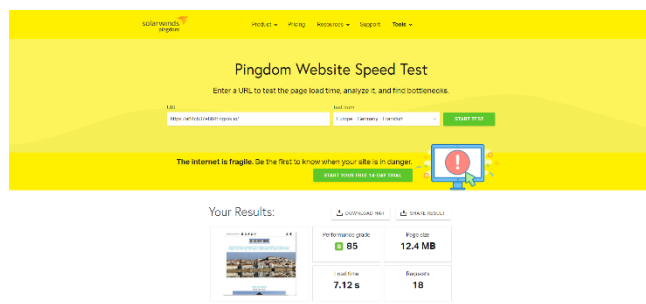 solarwinds
pingdom
Product Pricing Resources Support Tools
Pingdom Website Speed Test
Enter a URL to test the page load time, analyze it, and find bottlenecks.
URL
Test from
Europe - Germany - Frankfurt
START TEST
The internet is fragile. Be the first to know when your site is in danger.
START YOUR FREE 14-DAY TRIAL
Your Results:
DOWNLOAD HAR
SHARE RESULT
Performance grade
B 85
Page size
12.4 MB
Load time
7.12 s
Requests
18